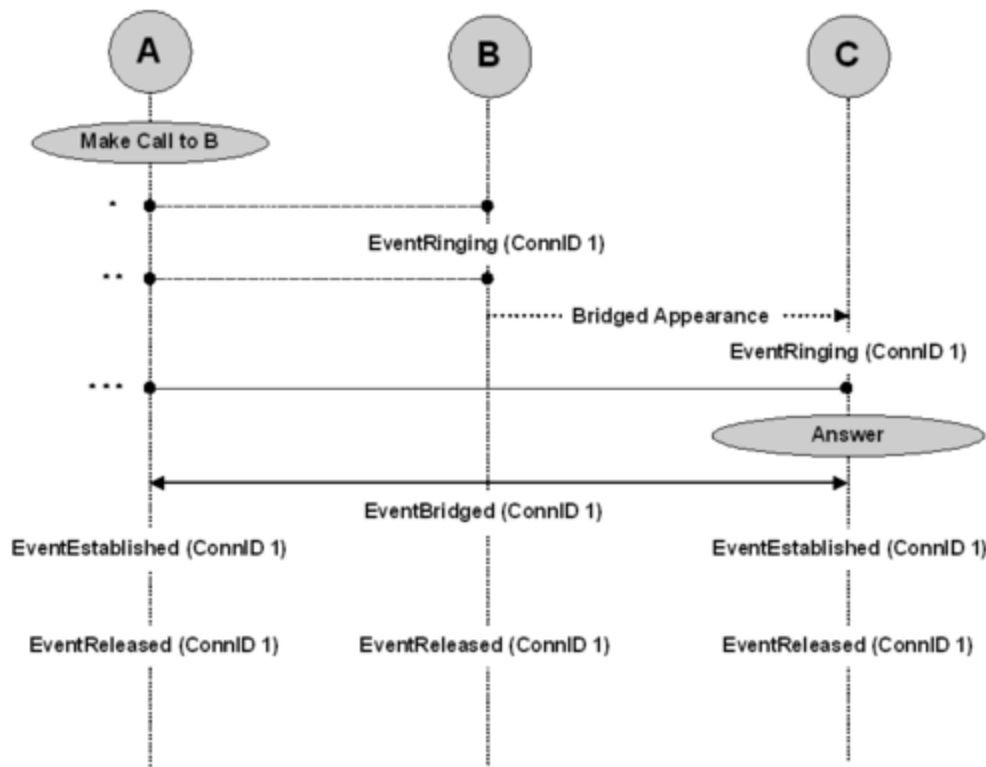 A
B
C
Make Call to B
*
EventRinging (ConnID 1)
**
Bridged Appearance
EventRinging (ConnID 1)
***
Answer
EventBridged (ConnID 1)
EventEstablished (ConnID 1)
EventEstablished (ConnID 1)
EventReleased (ConnID 1)
EventReleased (ConnID 1)
EventReleased (ConnID 1)